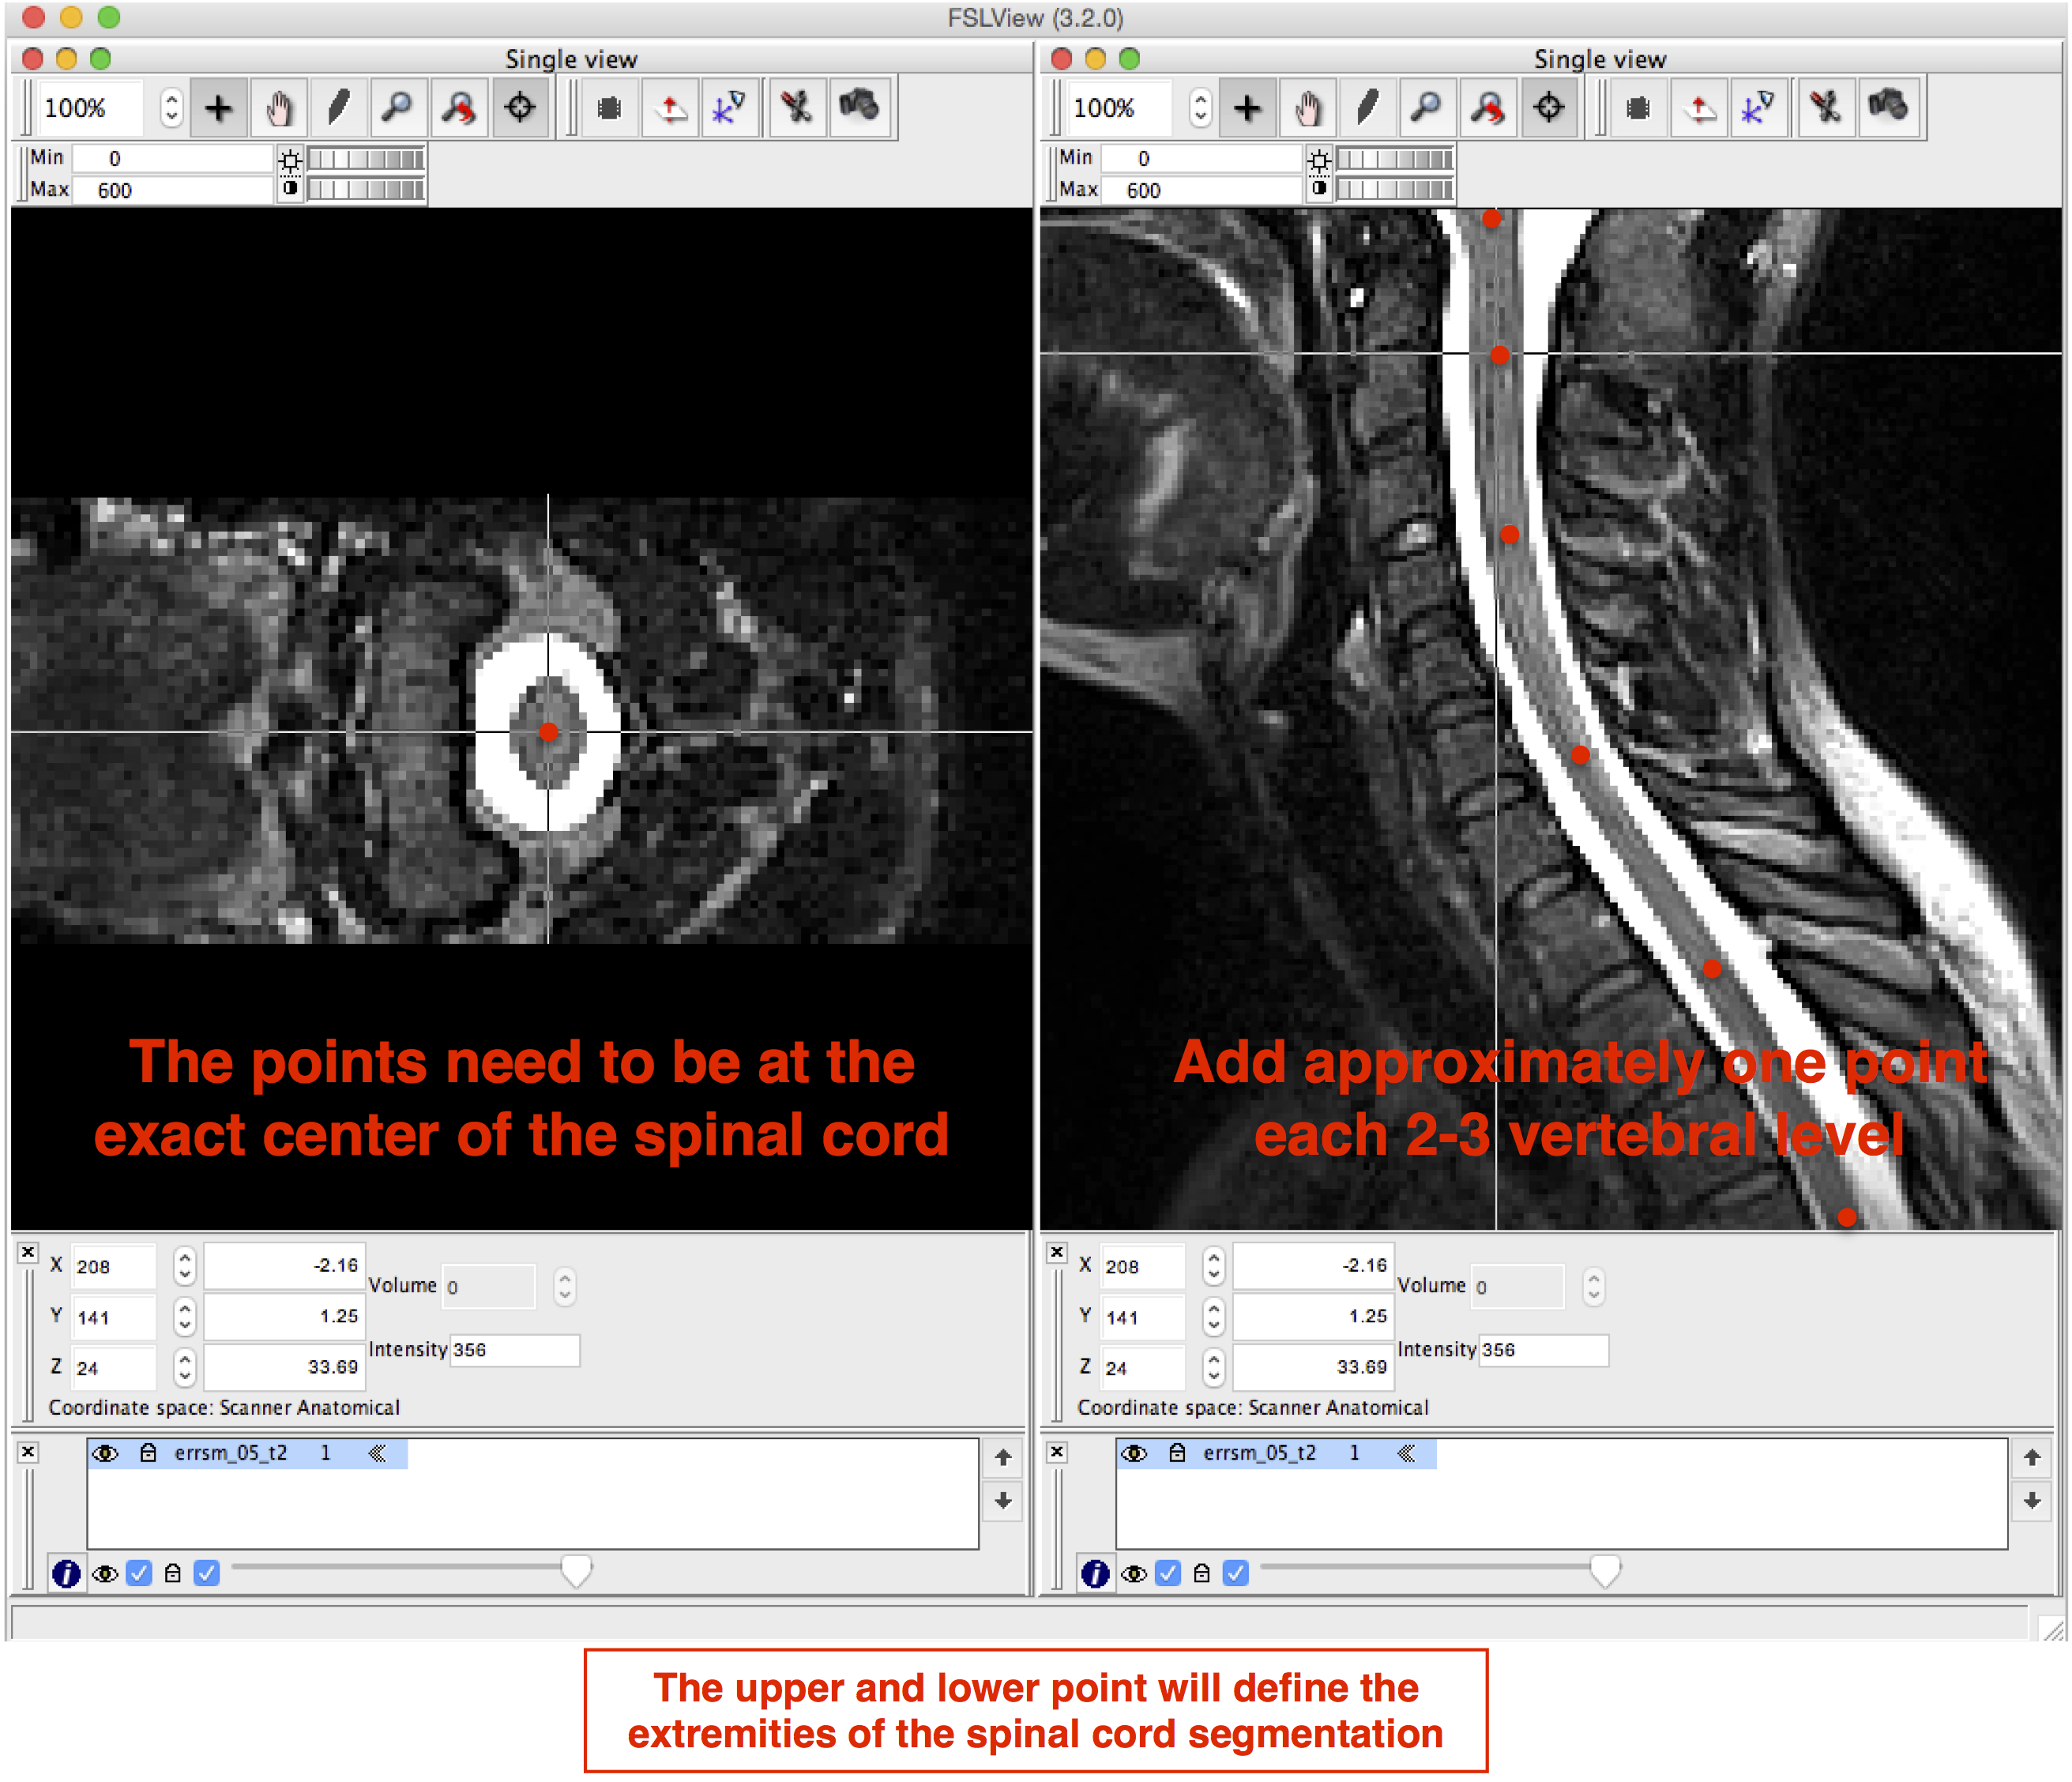 FSLView (3.2.0)
Single view
100%
Min 0
Max 600
The points need to be at the
exact center of the spinal cord
X 208 -2.16
Volume 0
Y 141 1.25
Intensity 356
Z 24 33.69
Coordinate space: Scanner Anatomical
errsm_05_t2 1
Single view
100%
Min 0
Max 600
Add approximately one point
each 2-3 vertebral level
X 208 -2.16
Volume 0
Y 141 1.25
Intensity 356
Z 24 33.69
Coordinate space: Scanner Anatomical
errsm_05_t2 1
The upper and lower point will define the
extremities of the spinal cord segmentation